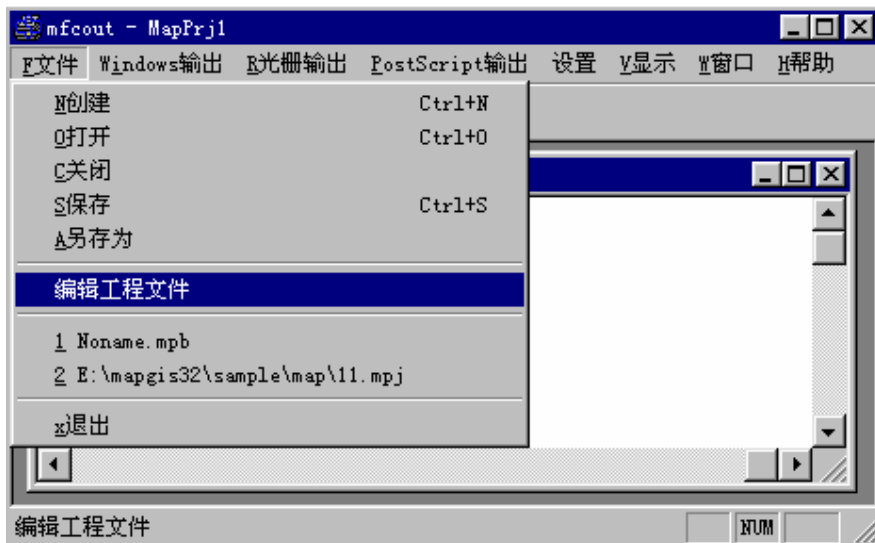 mfcout - MapPrj1
F文件 Windows输出 R光栅输出 PostScript输出 设置 V显示 W窗口 H帮助
N创建 Ctrl+N
O打开 Ctrl+O
C关闭
S保存 Ctrl+S
A另存为
编辑工程文件
1 Noname.mpb
2 E:\mapgis32\sample\map\11.mpj
x退出
编辑工程文件 NUM